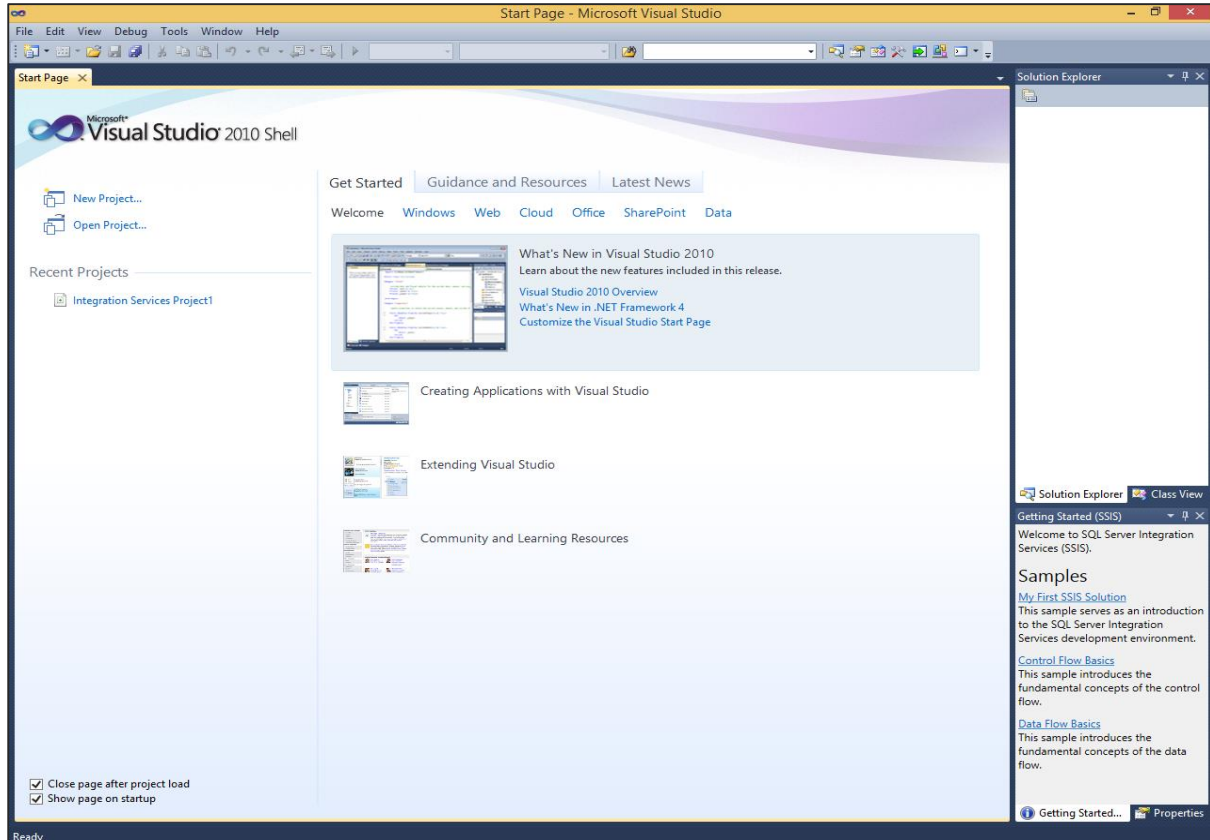 Start Page - Microsoft Visual Studio
File Edit View Debug Tools Window Help
Start Page
Microsoft®
Visual Studio® 2010 Shell
New Project...
Open Project...
Recent Projects
Integration Services Project1
Close page after project load
Show page on startup
Get Started Guidance and Resources Latest News
Welcome Windows Web Cloud Office SharePoint Data
What's New in Visual Studio 2010
Learn about the new features included in this release.
Visual Studio 2010 Overview
What's New in .NET Framework 4
Customize the Visual Studio Start Page
Creating Applications with Visual Studio
Extending Visual Studio
Community and Learning Resources
Solution Explorer
Solution Explorer Class View
Getting Started (SSIS)
Welcome to SQL Server Integration
Services (SSIS).
Samples
My First SSIS Solution
This sample serves as an introduction
to the SQL Server Integration
Services development environment.
Control Flow Basics
This sample introduces the
fundamental concepts of the control
flow.
Data Flow Basics
This sample introduces the
fundamental concepts of the data
flow.
Getting Started... Properties
Ready